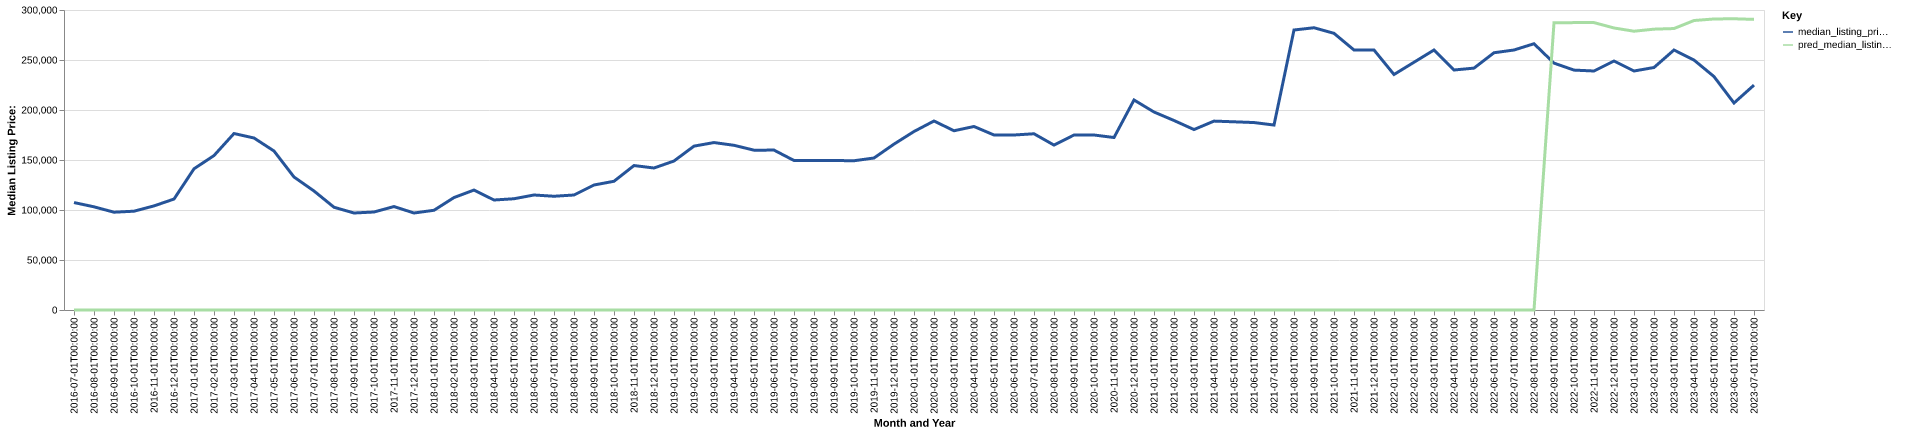 300,000
250,000
200,000
150,000
100,000
50,000
0
Median Listing Price:
Key
median_listing_pri…
pred_median_listin…
2016-07-01T00:00:00
2016-08-01T00:00:00
2016-09-01T00:00:00
2016-10-01T00:00:00
2016-11-01T00:00:00
2016-12-01T00:00:00
2017-01-01T00:00:00
2017-02-01T00:00:00
2017-03-01T00:00:00
2017-04-01T00:00:00
2017-05-01T00:00:00
2017-06-01T00:00:00
2017-07-01T00:00:00
2017-08-01T00:00:00
2017-09-01T00:00:00
2017-10-01T00:00:00
2017-11-01T00:00:00
2017-12-01T00:00:00
2018-01-01T00:00:00
2018-02-01T00:00:00
2018-03-01T00:00:00
2018-04-01T00:00:00
2018-05-01T00:00:00
2018-06-01T00:00:00
2018-07-01T00:00:00
2018-08-01T00:00:00
2018-09-01T00:00:00
2018-10-01T00:00:00
2018-11-01T00:00:00
2018-12-01T00:00:00
2019-01-01T00:00:00
2019-02-01T00:00:00
2019-03-01T00:00:00
2019-04-01T00:00:00
2019-05-01T00:00:00
2019-06-01T00:00:00
2019-07-01T00:00:00
2019-08-01T00:00:00
2019-09-01T00:00:00
2019-10-01T00:00:00
2019-11-01T00:00:00
2019-12-01T00:00:00
2020-01-01T00:00:00
2020-02-01T00:00:00
2020-03-01T00:00:00
2020-04-01T00:00:00
2020-05-01T00:00:00
2020-06-01T00:00:00
2020-07-01T00:00:00
2020-08-01T00:00:00
2020-09-01T00:00:00
2020-10-01T00:00:00
2020-11-01T00:00:00
2020-12-01T00:00:00
2021-01-01T00:00:00
2021-02-01T00:00:00
2021-03-01T00:00:00
2021-04-01T00:00:00
2021-05-01T00:00:00
2021-06-01T00:00:00
2021-07-01T00:00:00
2021-08-01T00:00:00
2021-09-01T00:00:00
2021-10-01T00:00:00
2021-11-01T00:00:00
2021-12-01T00:00:00
2022-01-01T00:00:00
2022-02-01T00:00:00
2022-03-01T00:00:00
2022-04-01T00:00:00
2022-05-01T00:00:00
2022-06-01T00:00:00
2022-07-01T00:00:00
2022-08-01T00:00:00
2022-09-01T00:00:00
2022-10-01T00:00:00
2022-11-01T00:00:00
2022-12-01T00:00:00
2023-01-01T00:00:00
2023-02-01T00:00:00
2023-03-01T00:00:00
2023-04-01T00:00:00
2023-05-01T00:00:00
2023-06-01T00:00:00
2023-07-01T00:00:00
Month and Year